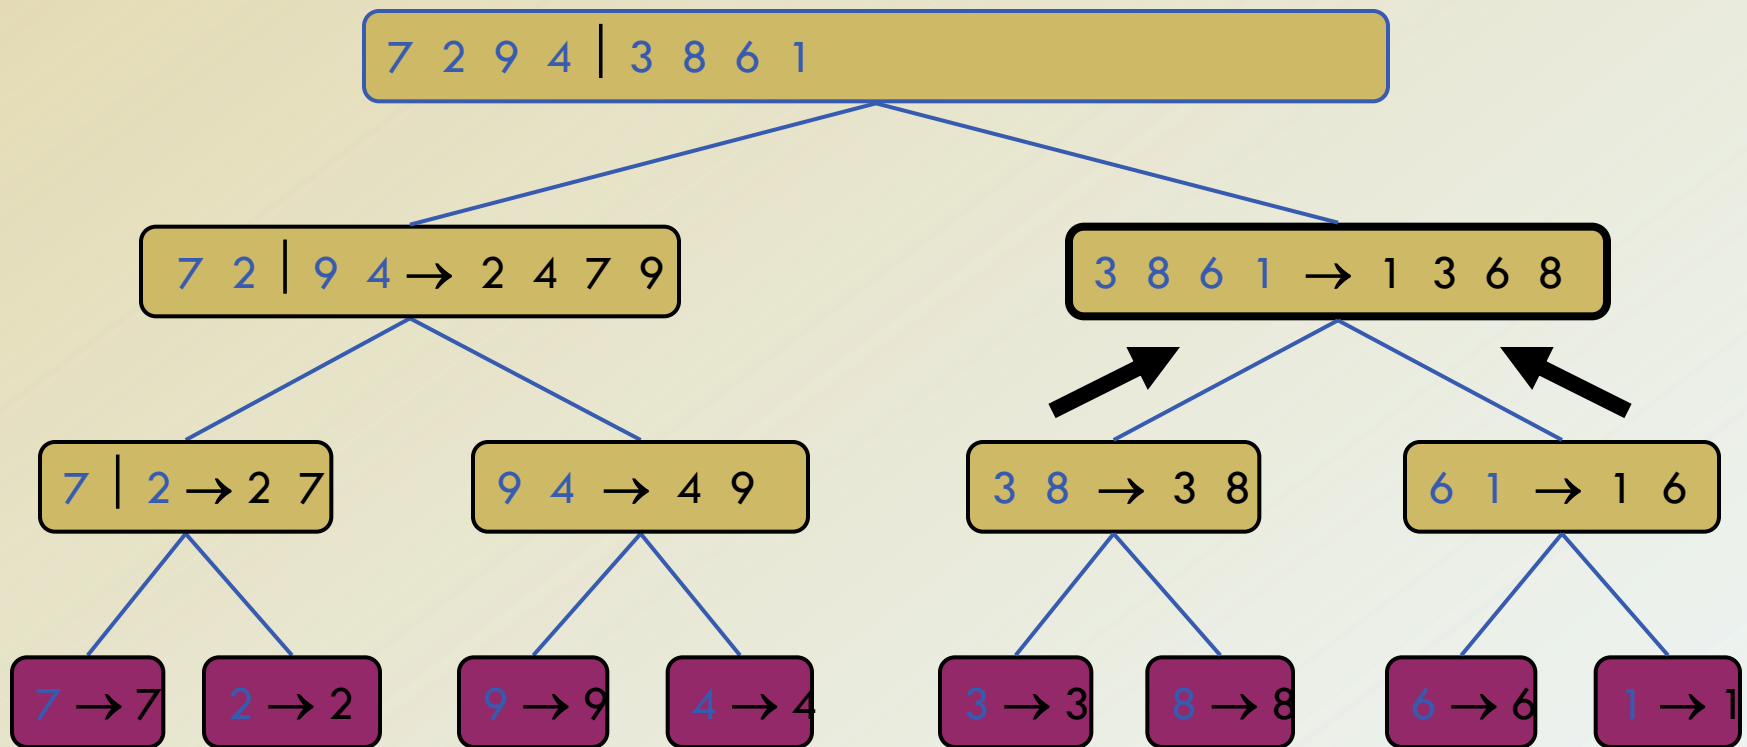 7 2 9 4 | 3 8 6 1
7 2 | 9 4 → 2 4 7 9
3 8 6 1 → 1 3 6 8
7 | 2 → 2 7
9 4 → 4 9
3 8 → 3 8
6 1 → 1 6
7 → 7
2 → 2
9 → 9
4 → 4
3 → 3
8 → 8
6 → 6
1 → 1